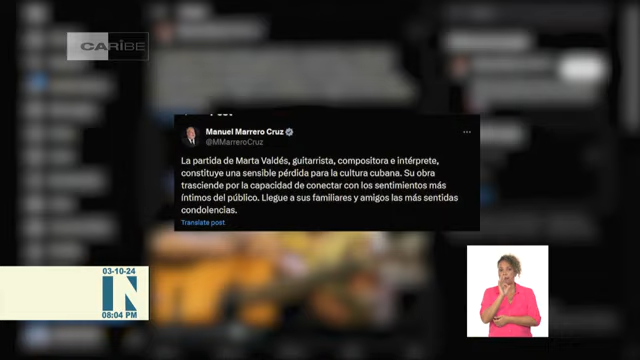 CARIBE
Manuel Marrero Cruz
@MMarreroCruz
La partida de Marta Valdés, guitarrista, compositora e intérprete,
constituye una sensible pérdida para la cultura cubana. Su obra
trasciende por la capacidad de conectar con los sentimientos más
íntimos del público. Llegue a sus familiares y amigos las más sentidas
condolencias.
Translate post
03-10-24
N
08:04 PM